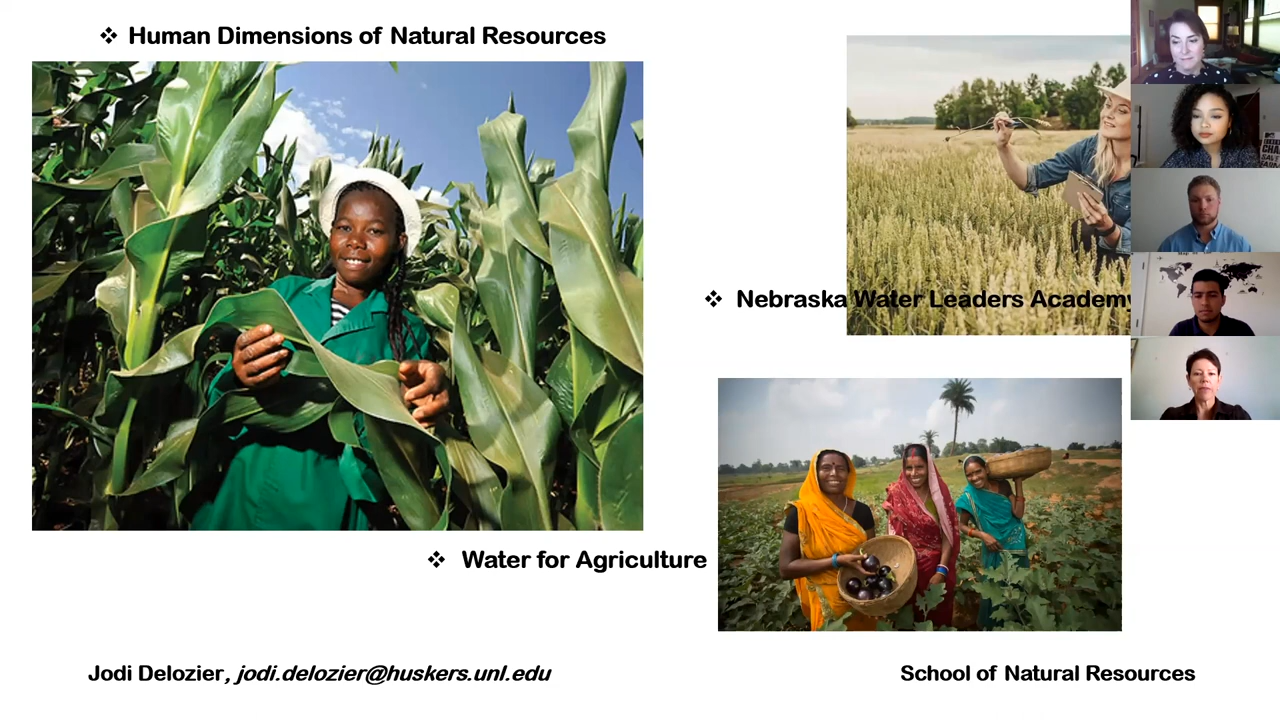 ❖ Human Dimensions of Natural Resources
❖ Nebraska Water Leaders Academy
❖ Water for Agriculture
Jodi Delozier, jodi.delozier@huskers.unl.edu
School of Natural Resources